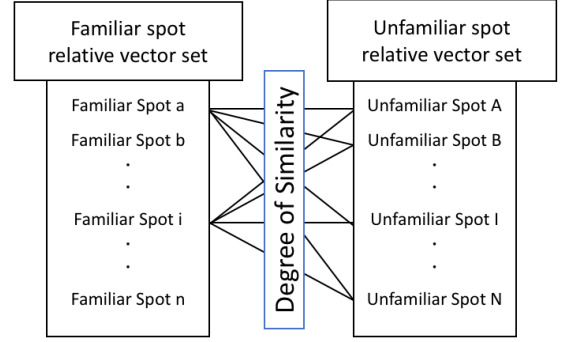 Familiar spot
relative vector set
Familiar Spot a
Familiar Spot b
.
.
Familiar Spot i
.
.
Familiar Spot n
Degree of Similarity
Unfamiliar spot
relative vector set
Unfamiliar Spot A
Unfamiliar Spot B
.
.
Unfamiliar Spot I
.
.
Unfamiliar Spot N